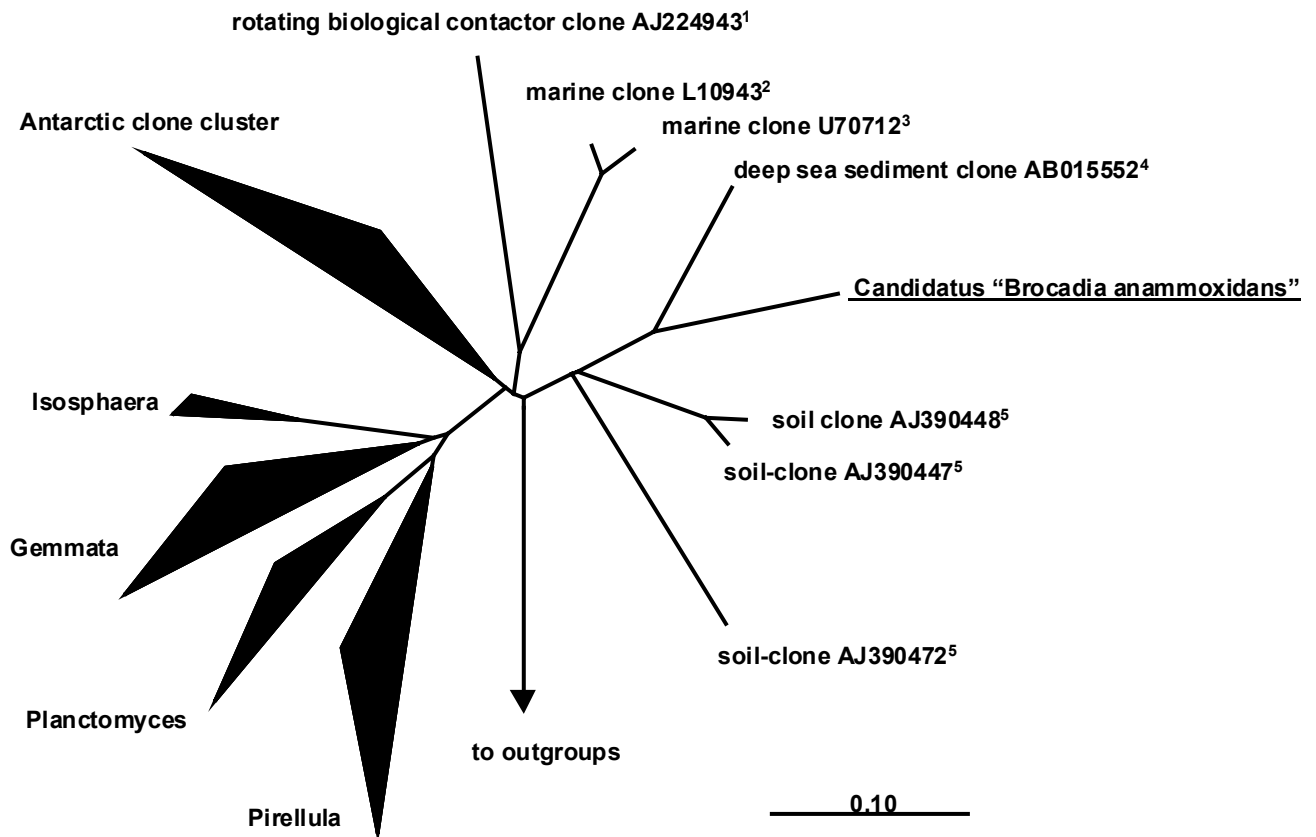 rotating biological contactor clone AJ224943¹
marine clone L10943²
Antarctic clone cluster
marine clone U70712³
deep sea sediment clone AB015552⁴
Candidatus “Brocadia anammoxidans”
Isosphaera
soil clone AJ390448⁵
soil-clone AJ390447⁵
Gemmata
soil-clone AJ390472⁵
Planctomyces
to outgroups
0.10
Pirellula